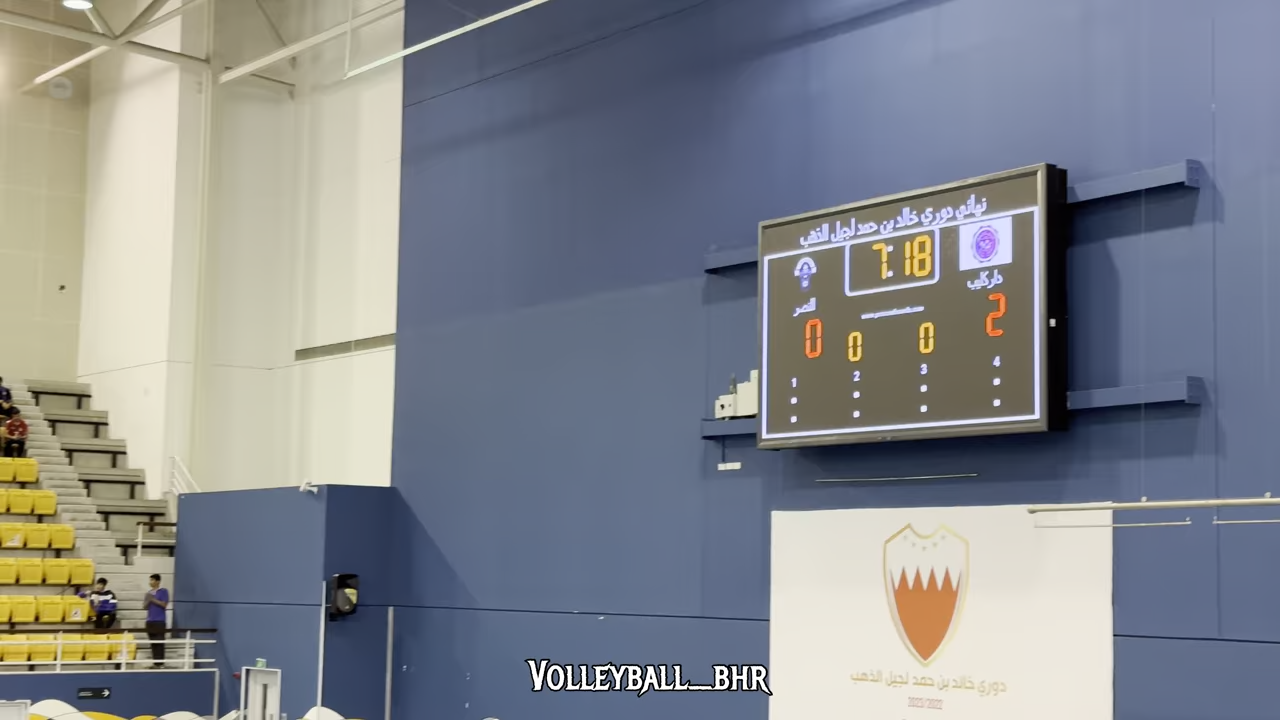 نهائي دوري خالد بن حمد لجيل الذهب
7:18
النصر
داركليب
0 0 0 2
1 2 3 4
دوري خالد بن حمد لجيل الذهب
VOLLEYBALL_BHR